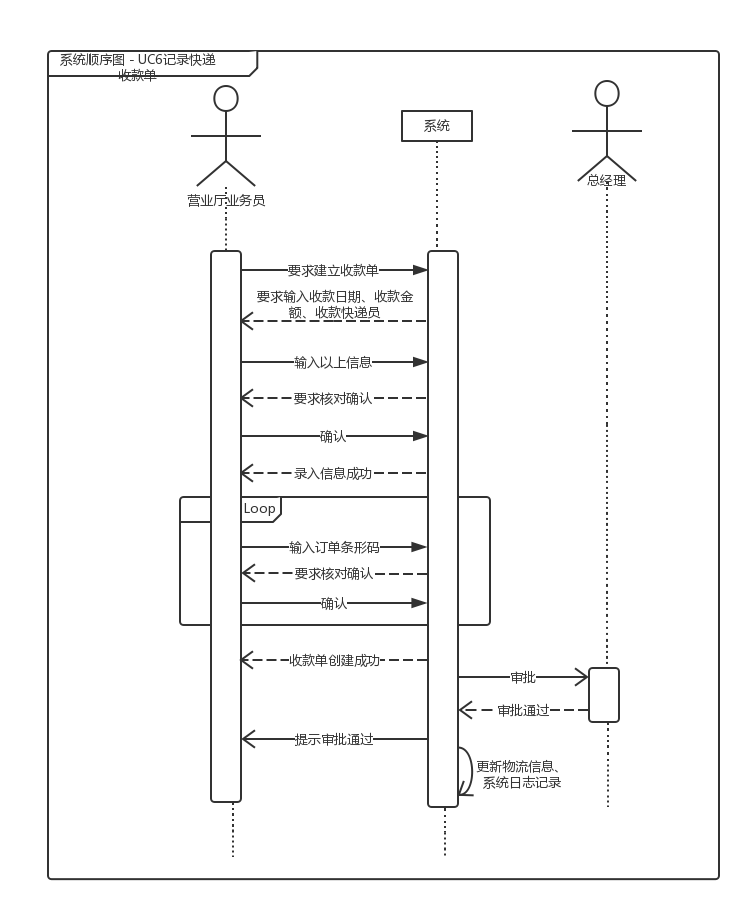 系统顺序图 - UC6记录快递
收款单
系统
总经理
营业厅业务员
要求建立收款单
要求输入收款日期、收款金
额、收款快递员
输入以上信息
要求核对确认
确认
录入信息成功
Loop
输入订单条形码
要求核对确认
确认
收款单创建成功
审批
审批通过
提示审批通过
更新物流信息、
系统日志记录